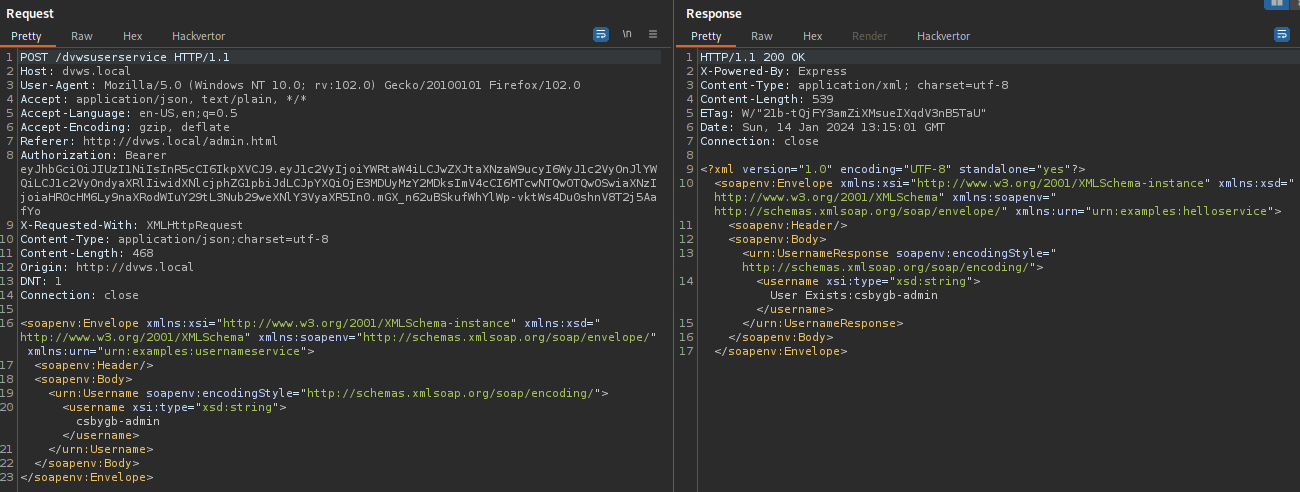 Request
Pretty Raw Hex Hackvertor \n
1 POST /dvwsuserservice HTTP/1.1
2 Host: dvws.local
3 User-Agent: Mozilla/5.0 (Windows NT 10.0; rv:102.0) Gecko/20100101 Firefox/102.0
4 Accept: application/json, text/plain, */*
5 Accept-Language: en-US,en;q=0.5
6 Accept-Encoding: gzip, deflate
7 Referer: http://dvws.local/admin.html
8 Authorization: Bearer
eyJhbGciOiJIUzI1NiIsInR5cCI6IkpXVCJ9.eyJ1c2VyIjoiYWRtaW4iLCJwZXJtaXNzaW9ucyI6WyJ1c2VyOnJlYW
QiLCJ1c2VyOndyaXRlIiwidXNlcjphZG1pbiJdLCJpYXQiOjE3MDUyMzY2MDksImV4cCI6MTcwNTQwOTQwOSwiaXNzI
joiaHR0cHM6Ly9naXRodWIuY29tL3Nub29weXNlY3VyaXR5In0.mGX_n62uBSkufWhYlWp-vktWs4Du0shnV8T2j5Aa
fYo
9 X-Requested-With: XMLHttpRequest
10 Content-Type: application/json;charset=utf-8
11 Content-Length: 468
12 Origin: http://dvws.local
13 DNT: 1
14 Connection: close
15
16 <soapenv:Envelope xmlns:xsi="http://www.w3.org/2001/XMLSchema-instance" xmlns:xsd="
http://www.w3.org/2001/XMLSchema" xmlns:soapenv="http://schemas.xmlsoap.org/soap/envelope/"
xmlns:urn="urn:examples:usernameservice">
17 <soapenv:Header/>
18 <soapenv:Body>
19 <urn:Username soapenv:encodingStyle="http://schemas.xmlsoap.org/soap/encoding/">
20 <username xsi:type="xsd:string">
csbygb-admin
</username>
21 </urn:Username>
22 </soapenv:Body>
23 </soapenv:Envelope>
Response
Pretty Raw Hex Render Hackvertor
1 HTTP/1.1 200 OK
2 X-Powered-By: Express
3 Content-Type: application/xml; charset=utf-8
4 Content-Length: 539
5 ETag: W/"21b-tQjFY3amZiXMsueIXqdV3nB5TaU"
6 Date: Sun, 14 Jan 2024 13:15:01 GMT
7 Connection: close
8
9 <?xml version="1.0" encoding="UTF-8" standalone="yes"?>
10 <soapenv:Envelope xmlns:xsi="http://www.w3.org/2001/XMLSchema-instance" xmlns:xsd="
http://www.w3.org/2001/XMLSchema" xmlns:soapenv="
http://schemas.xmlsoap.org/soap/envelope/" xmlns:urn="urn:examples:helloservice">
11 <soapenv:Header/>
12 <soapenv:Body>
13 <urn:UsernameResponse soapenv:encodingStyle="
http://schemas.xmlsoap.org/soap/encoding/">
14 <username xsi:type="xsd:string">
User Exists:csbygb-admin
</username>
15 </urn:UsernameResponse>
16 </soapenv:Body>
17 </soapenv:Envelope>